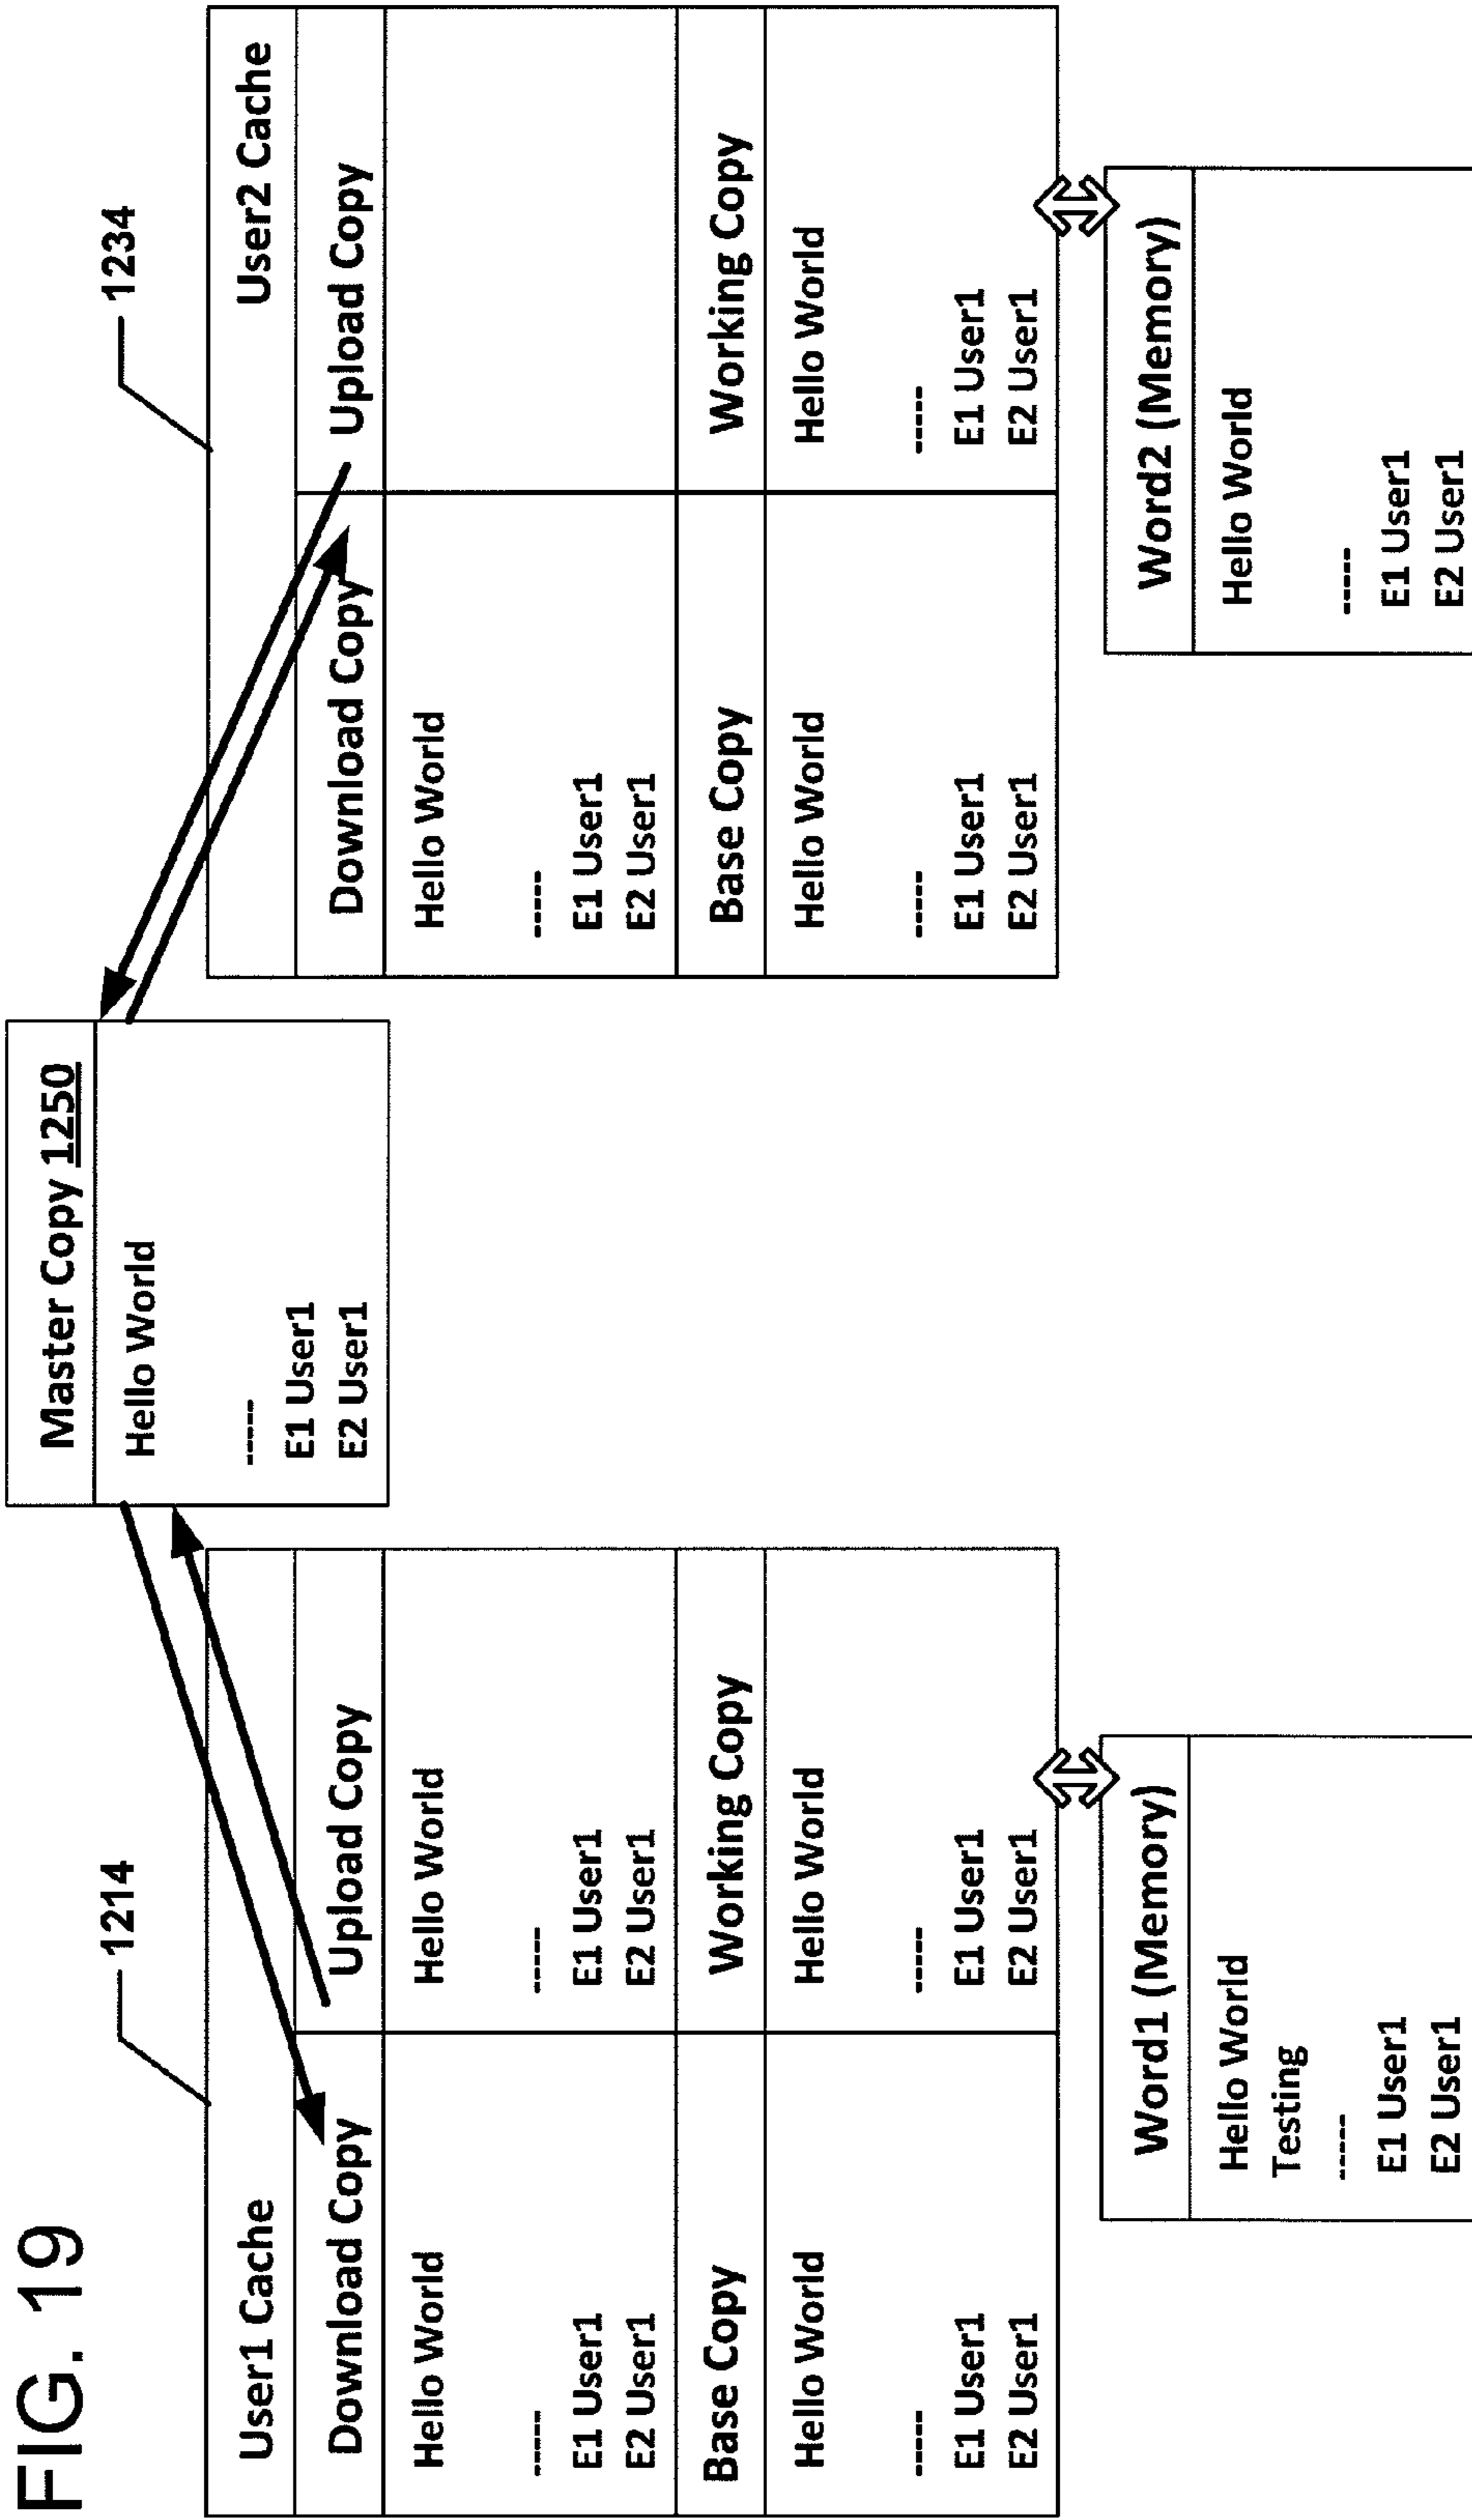 FIG. 19
Master Copy 1250
Hello World
-----
E1 User1
E2 User1
1214
User1 Cache
Download Copy
Hello World
-----
E1 User1
E2 User1
Upload Copy
Hello World
-----
E1 User1
E2 User1
Base Copy
Hello World
-----
E1 User1
E2 User1
Working Copy
Hello World
-----
E1 User1
E2 User1
Word1 (Memory)
Hello World
Testing
-----
E1 User1
E2 User1
1234
User2 Cache
Download Copy
Hello World
-----
E1 User1
E2 User1
Upload Copy
Base Copy
Hello World
-----
E1 User1
E2 User1
Working Copy
Hello World
-----
E1 User1
E2 User1
Word2 (Memory)
Hello World
-----
E1 User1
E2 User1